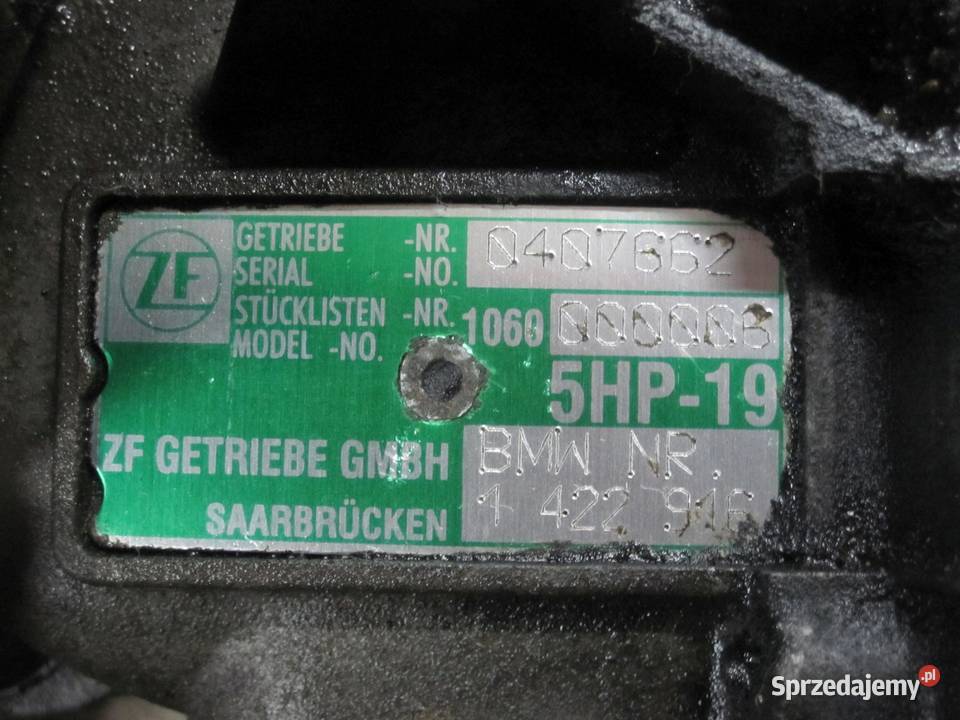 ZF
GETRIEBE -NR. 0407662
SERIAL -NO.
STÜCKLISTEN -NR. 1060 000006
MODEL -NO.
5HP-19
ZF GETRIEBE GMBH BMW NR.
SAARBRÜCKEN 1 422 916
Sprzedajemy.pl